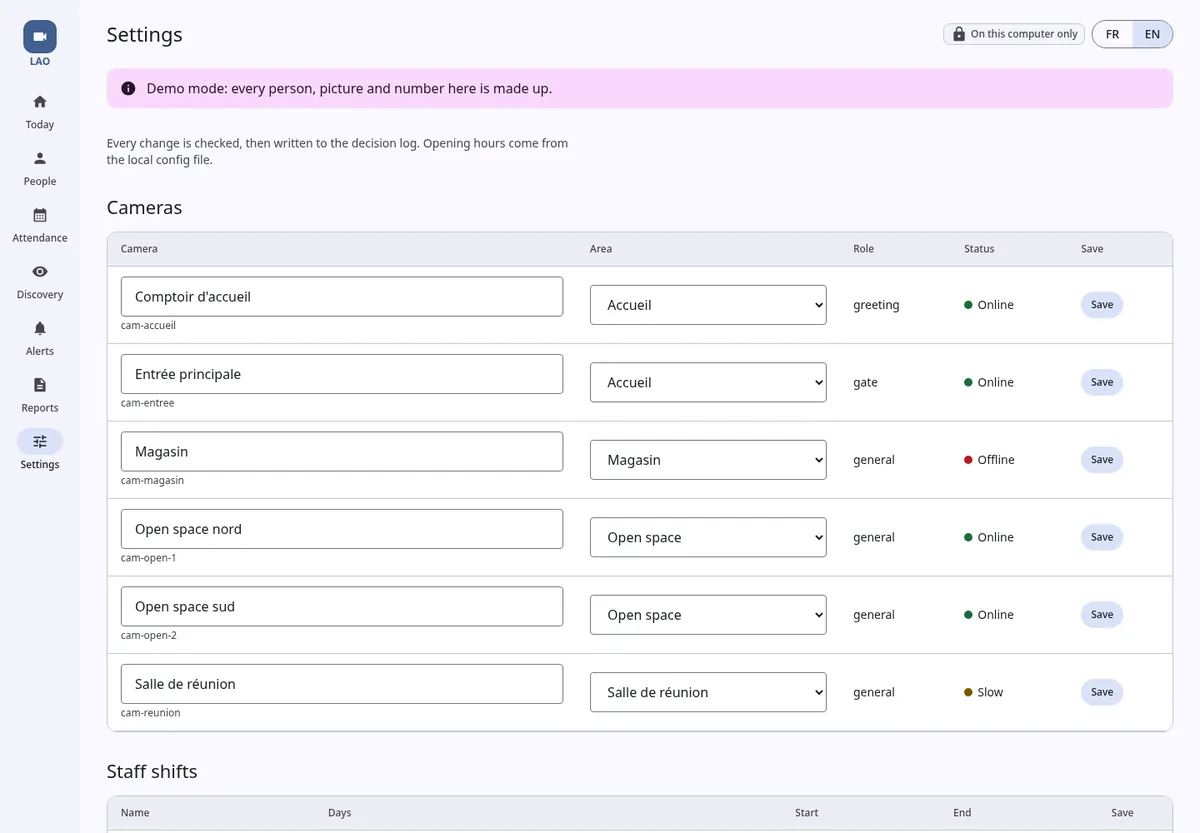 LAO
Today
People
Attendance
Discovery
Alerts
Reports
Settings
Settings
On this computer only
FR
EN
Demo mode: every person, picture and number here is made up.
Every change is checked, then written to the decision log. Opening hours come from
the local config file.
Cameras
Camera Area Role Status Save
Comptoir d'accueil
cam-accueil
Accueil
greeting
Online
Save
Entrée principale
cam-entree
Accueil
gate
Online
Save
Magasin
cam-magasin
Magasin
general
Offline
Save
Open space nord
cam-open-1
Open space
general
Online
Save
Open space sud
cam-open-2
Open space
general
Online
Save
Salle de réunion
cam-reunion
Salle de réunion
general
Slow
Save
Staff shifts
Name Days Start End Save